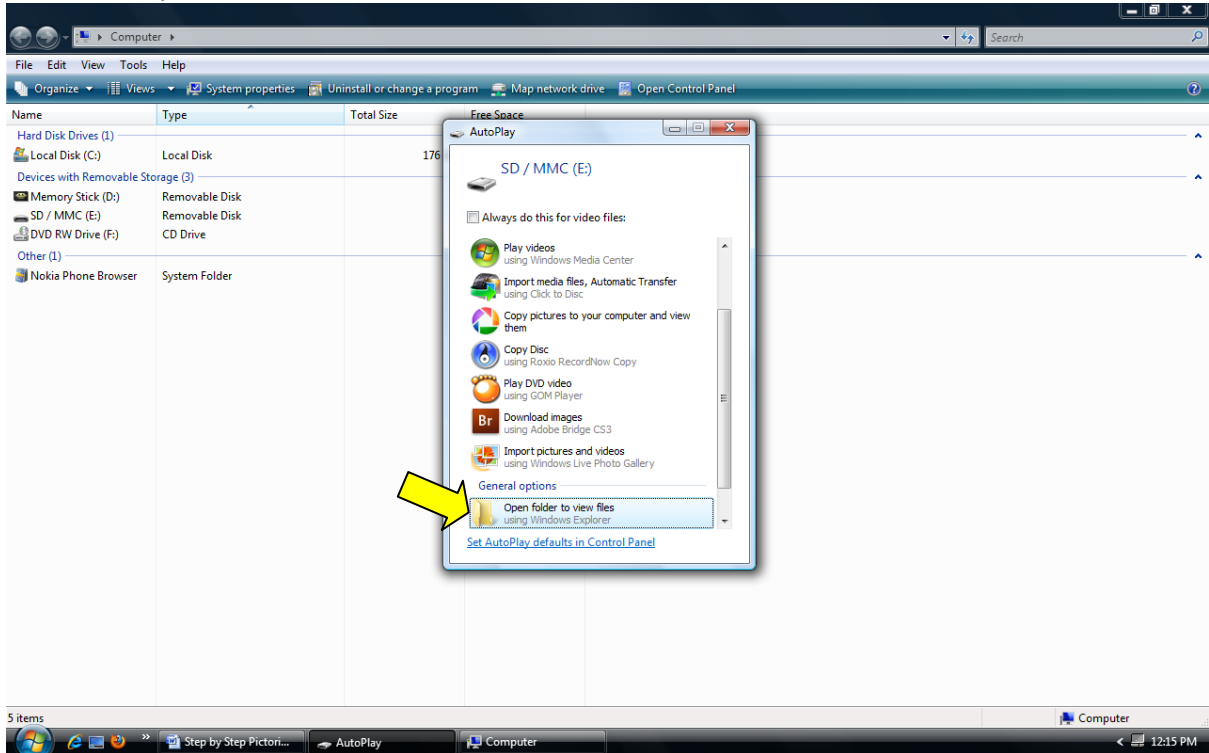 Computer
Search
File Edit View Tools Help
Organize Views System properties Uninstall or change a program Map network drive Open Control Panel
Name Type Total Size Free Space
Hard Disk Drives (1)
Local Disk (C:) Local Disk 176
Devices with Removable Storage (3)
Memory Stick (D:) Removable Disk
SD / MMC (E:) Removable Disk
DVD RW Drive (F:) CD Drive
Other (1)
Nokia Phone Browser System Folder
AutoPlay
SD / MMC (E:)
Always do this for video files:
Play videos
using Windows Media Center
Import media files, Automatic Transfer
using Click to Disc
Copy pictures to your computer and view
them
Copy Disc
using Roxio RecordNow Copy
Play DVD video
using GOM Player
Br
Download images
using Adobe Bridge CS3
Import pictures and videos
using Windows Live Photo Gallery
General options
Open folder to view files
using Windows Explorer
Set AutoPlay defaults in Control Panel
5 items
Computer
Step by Step Pictori... AutoPlay Computer 12:15 PM